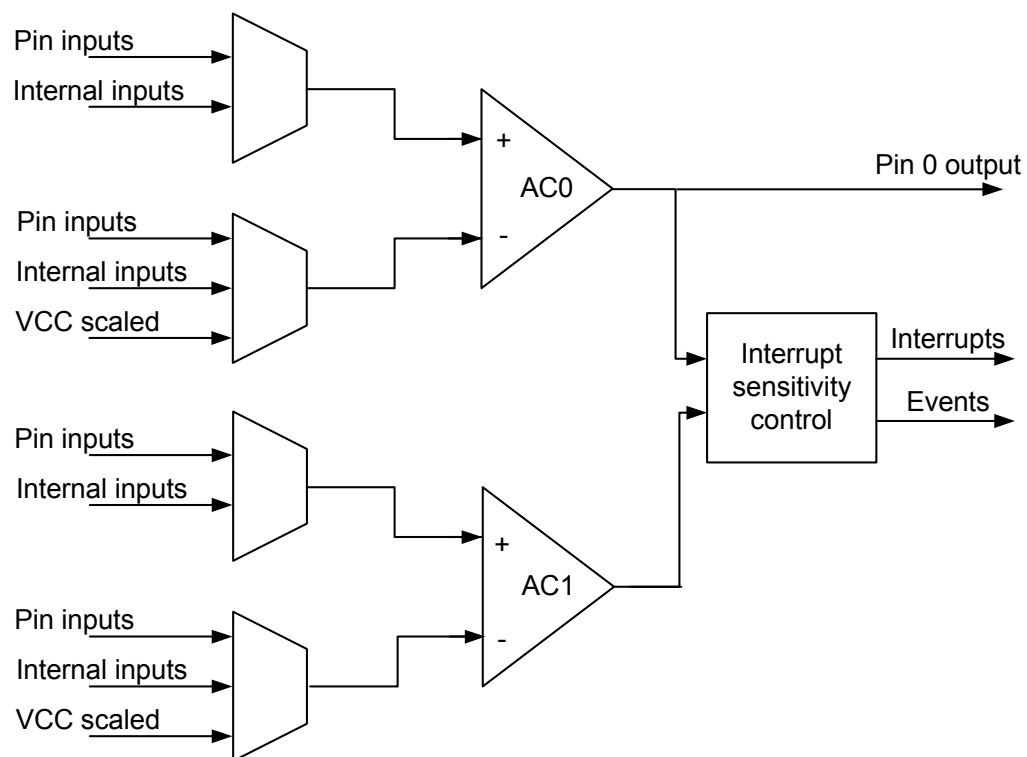 Pin inputs
Internal inputs
+
AC0
-
Pin 0 output
Pin inputs
Internal inputs
VCC scaled
Interrupt
sensitivity
control
Interrupts
Events
Pin inputs
Internal inputs
+
AC1
-
Pin inputs
Internal inputs
VCC scaled